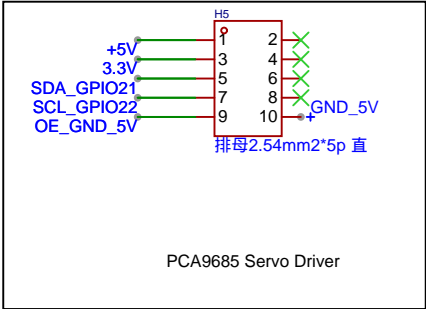 H5
+5V 1 2
3.3V 3 4
SDA_GPIO21 5 6
SCL_GPIO22 7 8
OE_GND_5V 9 10 GND_5V
+
排母2.54mm2*5p 直
PCA9685 Servo Driver